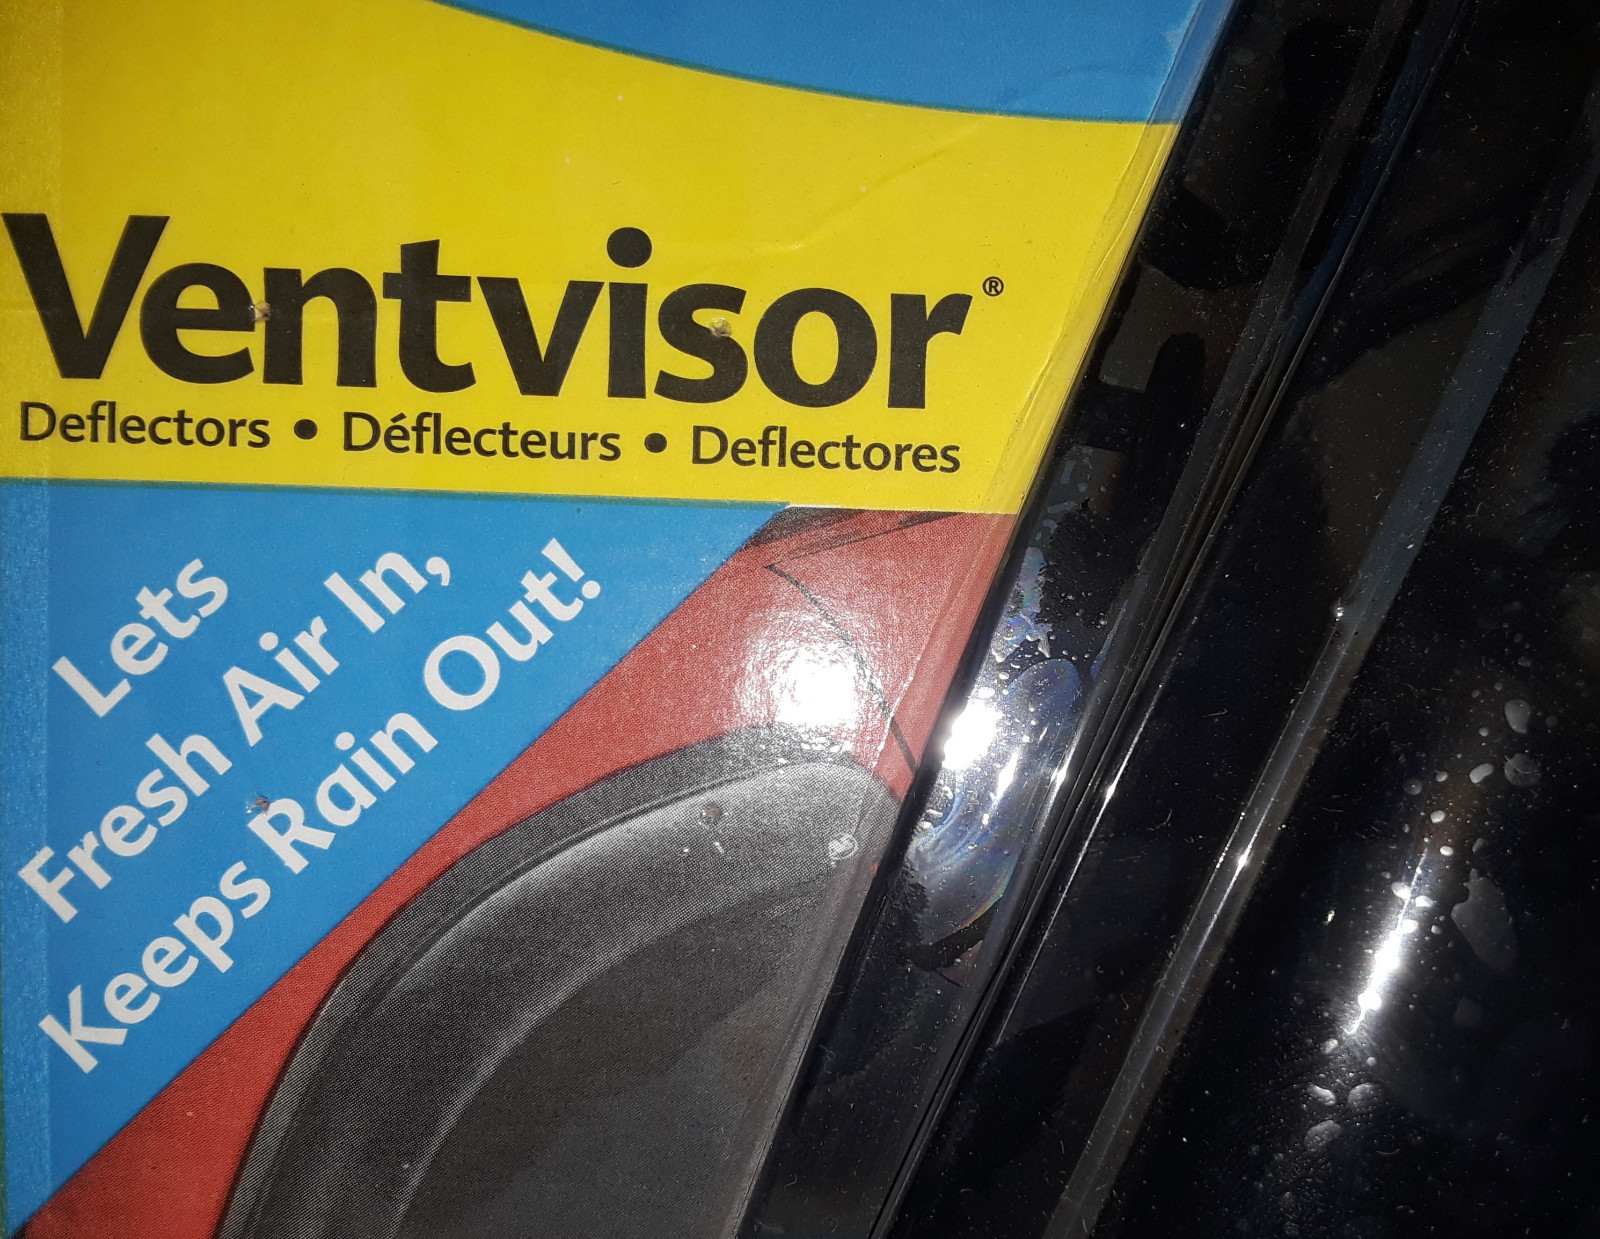 Ventvisor®
Deflectors • Déflecteurs • Deflectores
Lets
Fresh Air In,
Keeps Rain Out!